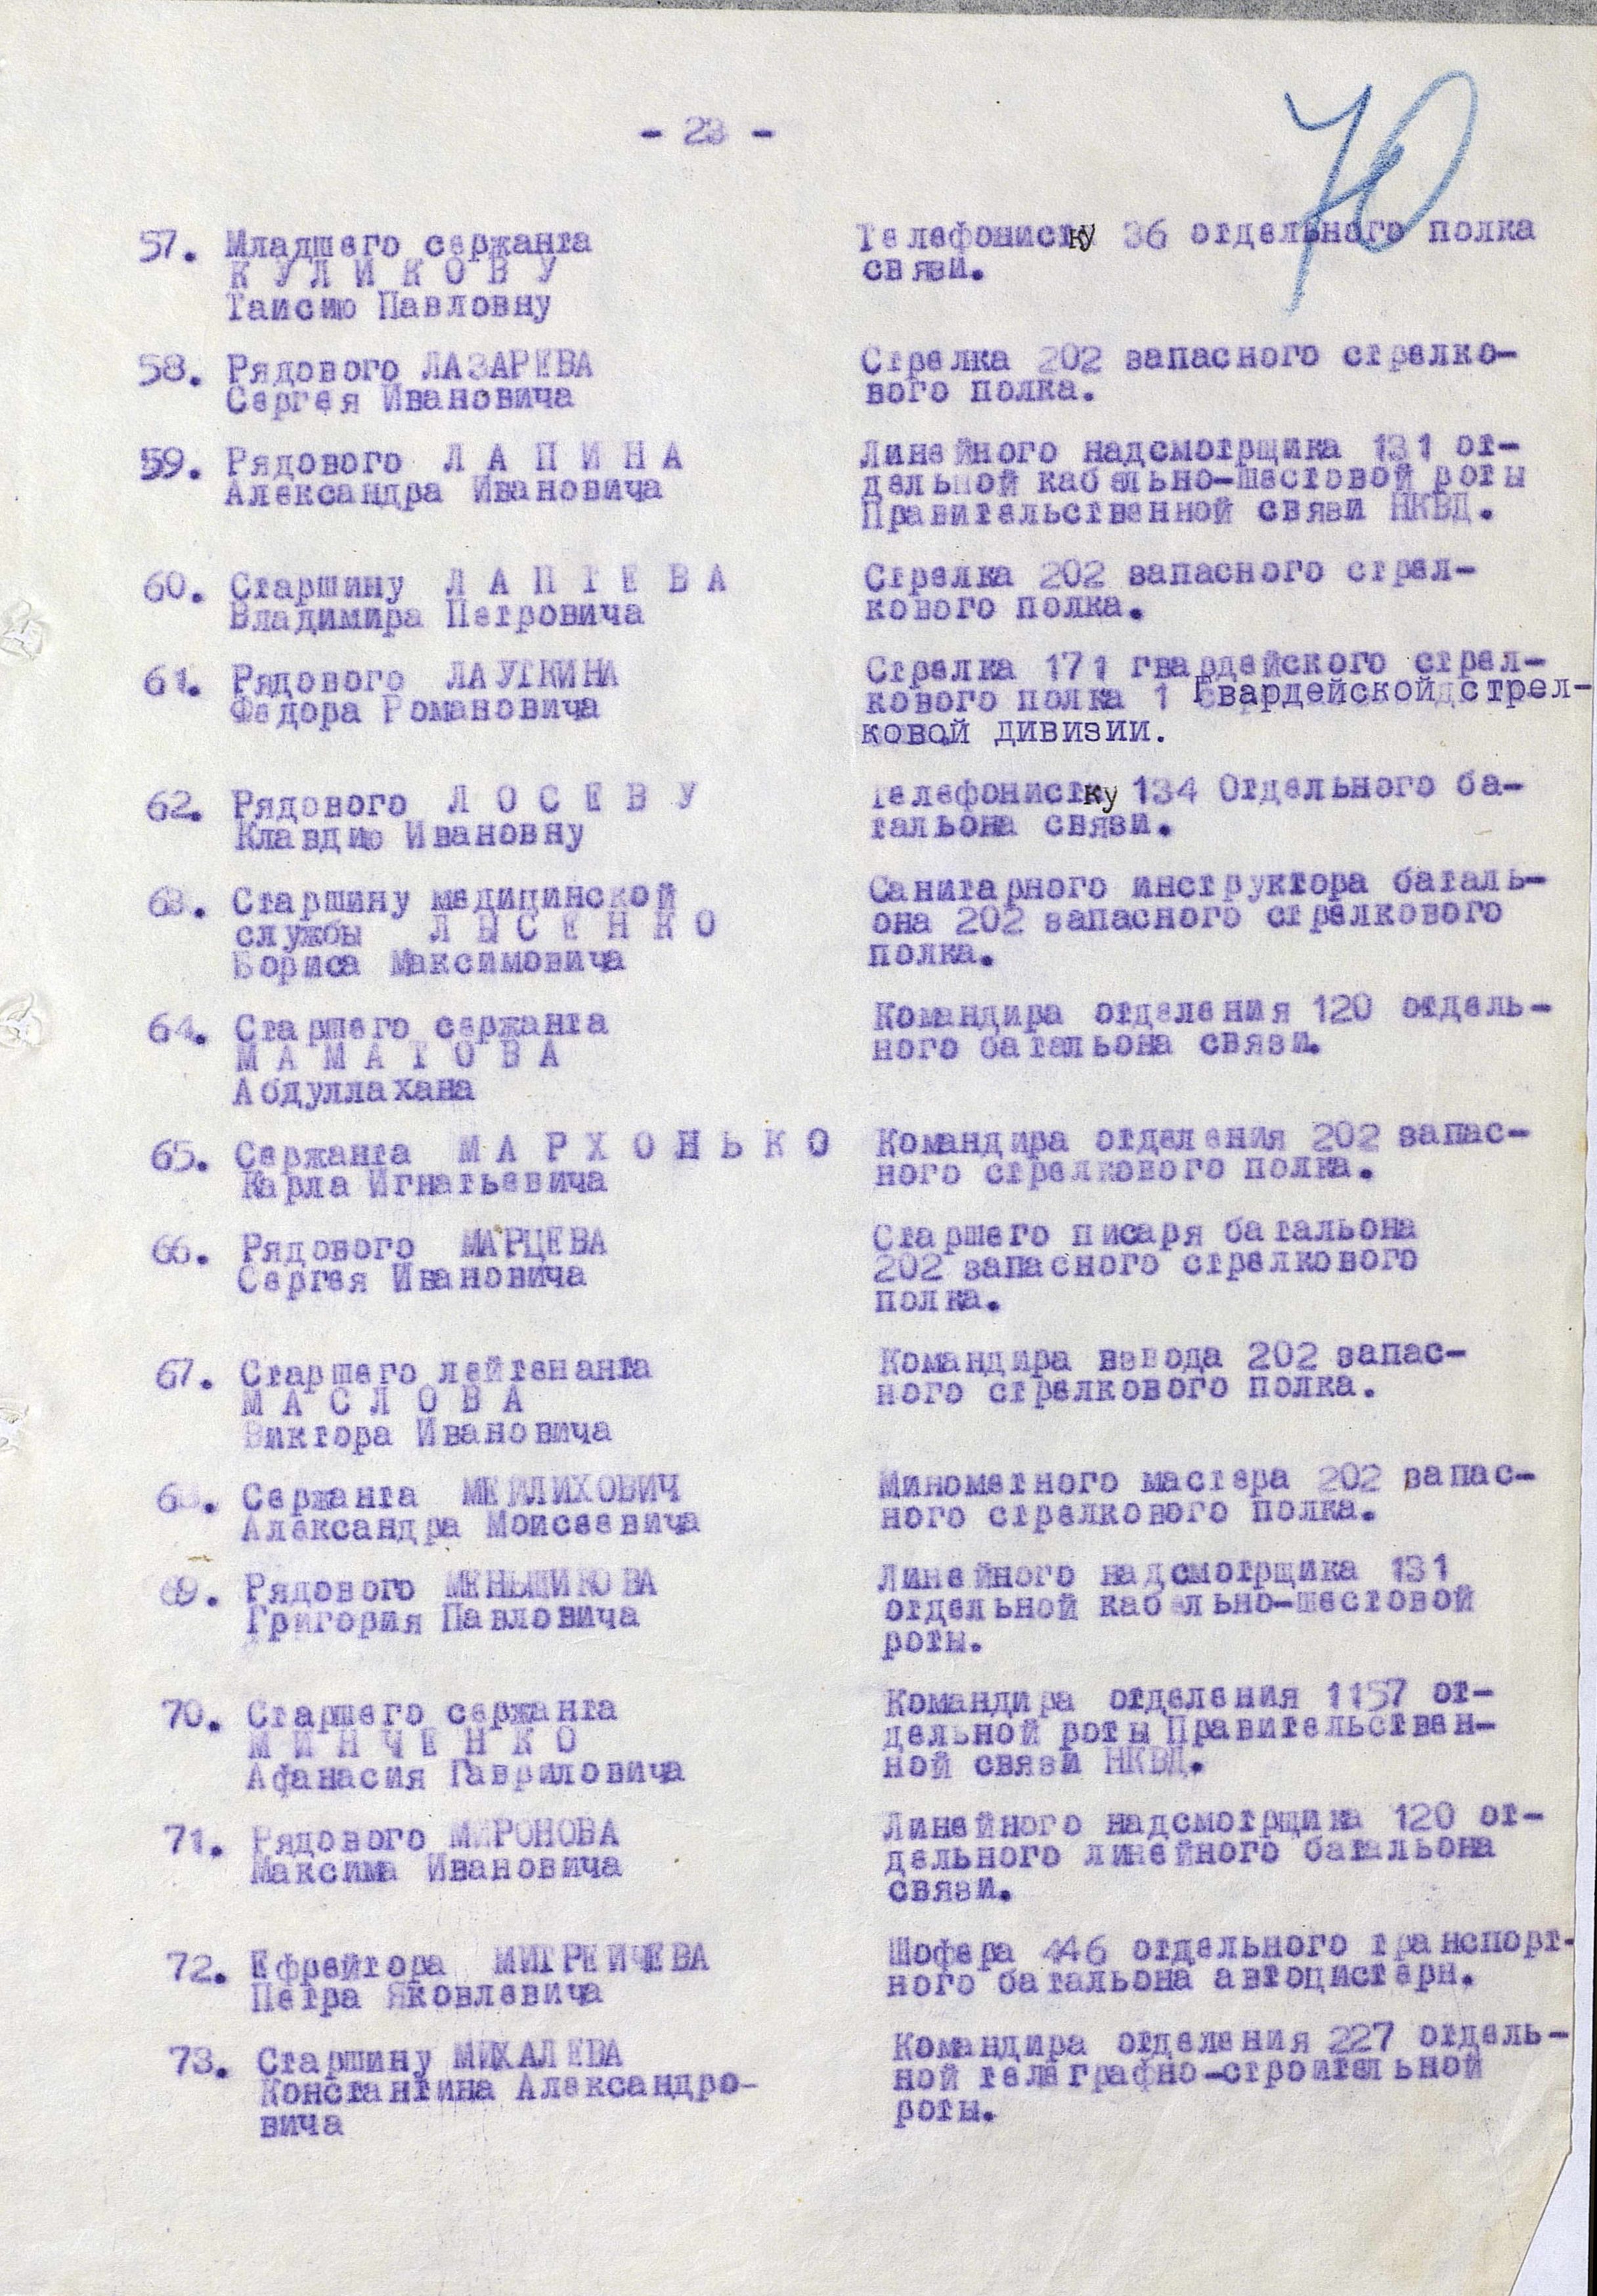 - 23 -
70
57. Младшего сержанта
К У Л И К О В У
Таисию Павловну
Телефонистку 36 отдельного полка
связи.
58. Рядового ЛАЗАРЕВА
Сергея Ивановича
Стрелка 202 запасного стрелко-
вого полка.
59. Рядового Л А П И Н А
Александра Ивановича
Линейного надсмотрщика 131 от-
дельной кабельно-шестовой роты
Правительственной связи НКВД.
60. Старшину Л А П Т Е В А
Владимира Петровича
Стрелка 202 запасного стрел-
кового полка.
61. Рядового ЛАУТКИНА
Федора Романовича
Стрелка 171 гвардейского стрел-
кового полка 1 Гвардейской стрел-
ковой дивизии.
62. Рядового Л О С Е В У
Клавдию Ивановну
Телефонистку 134 Отдельного ба-
тальона связи.
63. Старшину медицинской
службы Л Ы С Е Н К О
Бориса Максимовича
Санитарного инструктора баталь-
она 202 запасного стрелкового
полка.
64. Старшего сержанта
М А М А Т О В А
Абдуллахана
Командира отделения 120 отдель-
ного батальона связи.
65. Сержанта М А Р Х О Н Ь К О
Карла Игнатьевича
Командира отделения 202 запас-
ного стрелкового полка.
66. Рядового МАРЦЕВА
Сергея Ивановича
Старшего писаря батальона
202 запасного стрелкового
полка.
67. Старшего лейтенанта
М А С Л О В А
Виктора Ивановича
Командира взвода 202 запас-
ного стрелкового полка.
68. Сержанта МЕЙЛИХОВИЧ
Александра Моисеевича
Минометного мастера 202 запас-
ного стрелкового полка.
69. Рядового МЕНЬЩИКОВА
Григория Павловича
Линейного надсмотрщика 131
отдельной кабельно-шестовой
роты.
70. Старшего сержанта
М И Н Ч Е Н К О
Афанасия Гавриловича
Командира отделения 1157 от-
дельной роты Правительствен-
ной связи НКВД.
71. Рядового МИРОНОВА
Максима Ивановича
Линейного надсмотрщика 120 от-
дельного линейного батальона
связи.
72. Ефрейтора МИТРЕЙЧЕВА
Петра Яковлевича
Шофера 446 отдельного транспорт-
ного батальона автоцистерн.
73. Старшину МИХАЛЕВА
Константина Александро-
вича
Командира отделения 227 отдель-
ной телеграфно-строительной
роты.